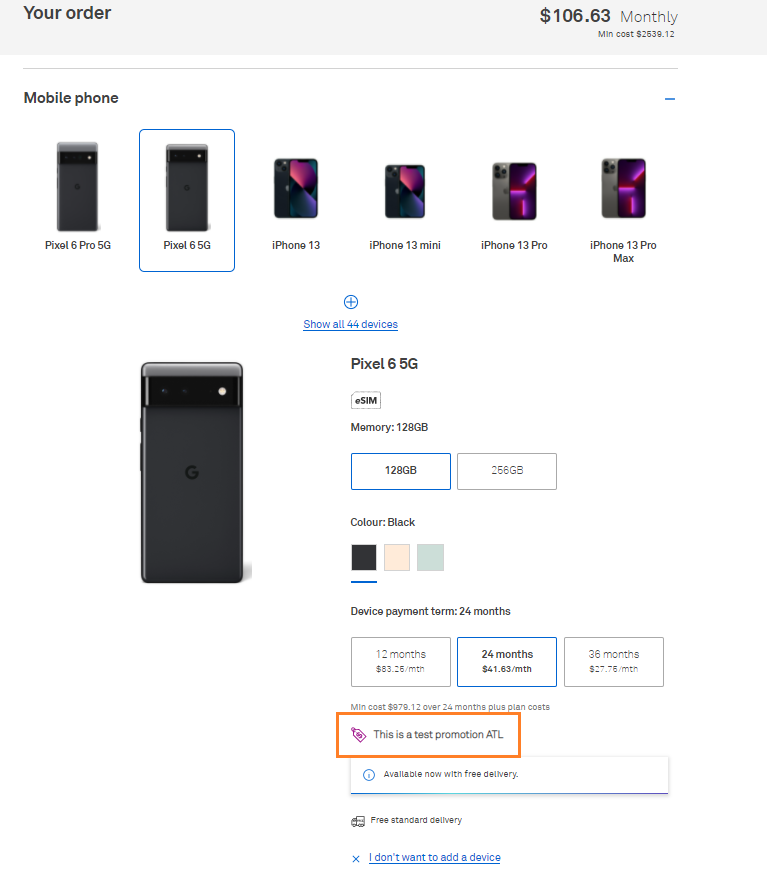 Your order
$106.63 Monthly
Min cost $2539.12
Mobile phone
Pixel 6 Pro 5G
Pixel 6 5G
iPhone 13
iPhone 13 mini
iPhone 13 Pro
iPhone 13 Pro
Max
Show all 44 devices
Pixel 6 5G
eSIM
Memory: 128GB
128GB
256GB
Colour: Black
Device payment term: 24 months
12 months
$83.25/mth
24 months
$41.63/mth
36 months
$27.75/mth
Min cost $979.12 over 24 months plus plan costs
This is a test promotion ATL
Available now with free delivery.
Free standard delivery
I don't want to add a device